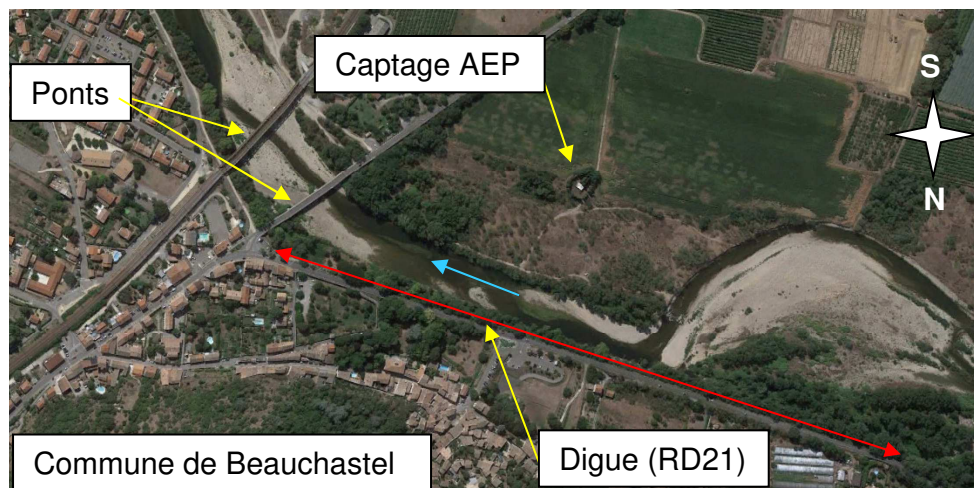 Captage AEP
Ponts
S
N
Commune de Beauchastel
Digue (RD21)